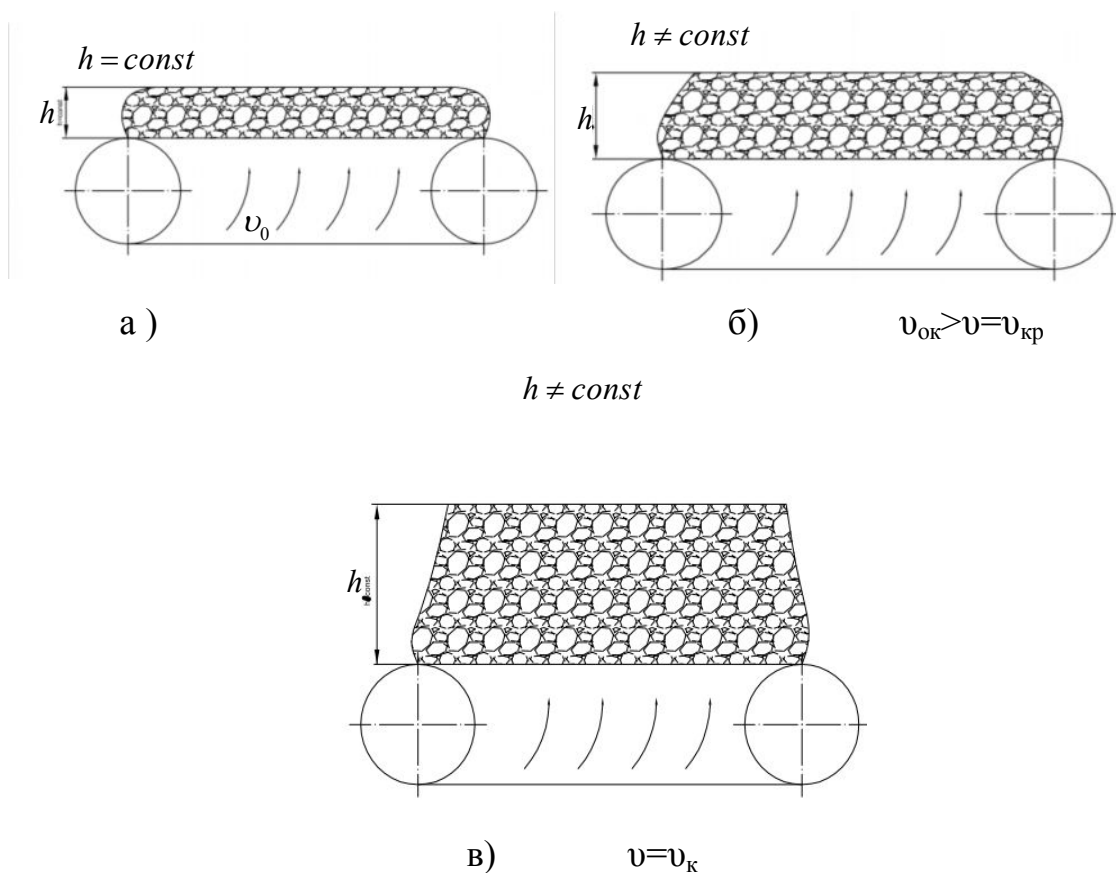 h = const
h ≠ const
h
h
υ₀
а )
б) υок>υ=υкр
h ≠ const
h
в) υ=υк